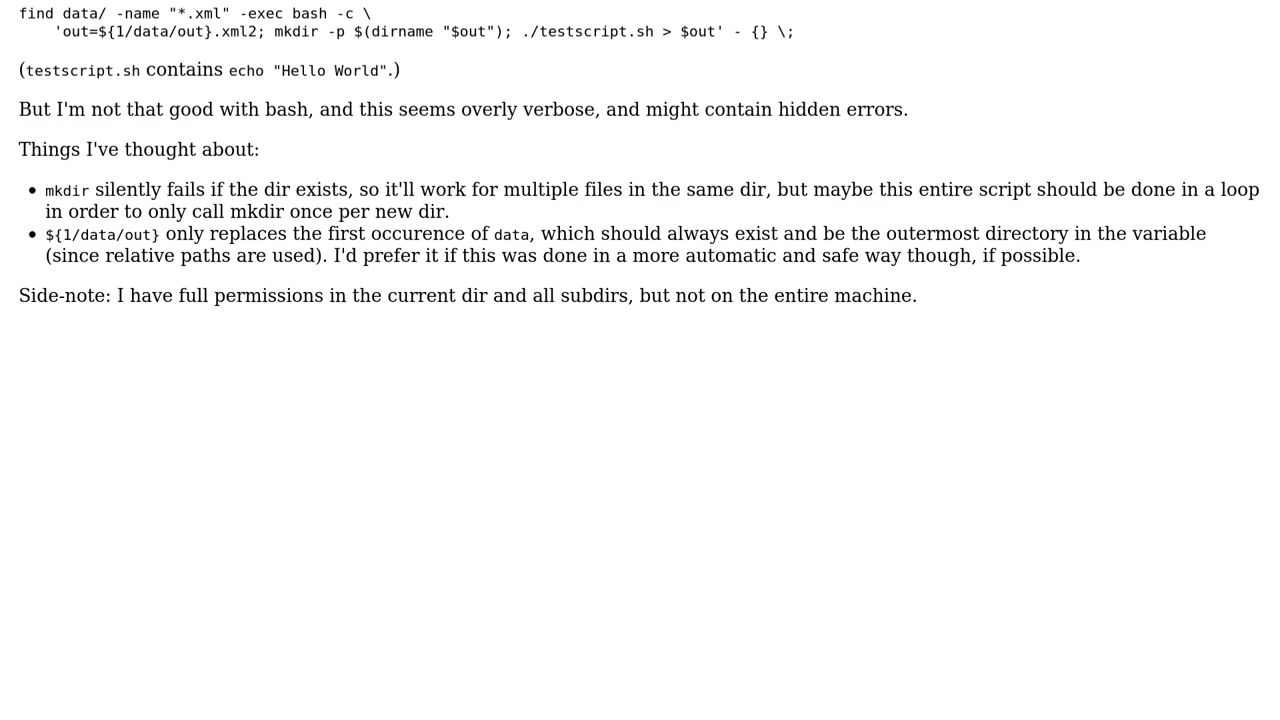 find data/ -name "*.xml" -exec bash -c \
    'out=${1/data/out}.xml2; mkdir -p $(dirname "$out"); ./testscript.sh > $out' - {} \;
(testscript.sh contains echo "Hello World".)
But I'm not that good with bash, and this seems overly verbose, and might contain hidden errors.
Things I've thought about:
• mkdir silently fails if the dir exists, so it'll work for multiple files in the same dir, but maybe this entire script should be done in a loop
in order to only call mkdir once per new dir.
• ${1/data/out} only replaces the first occurence of data, which should always exist and be the outermost directory in the variable
(since relative paths are used). I'd prefer it if this was done in a more automatic and safe way though, if possible.
Side-note: I have full permissions in the current dir and all subdirs, but not on the entire machine.